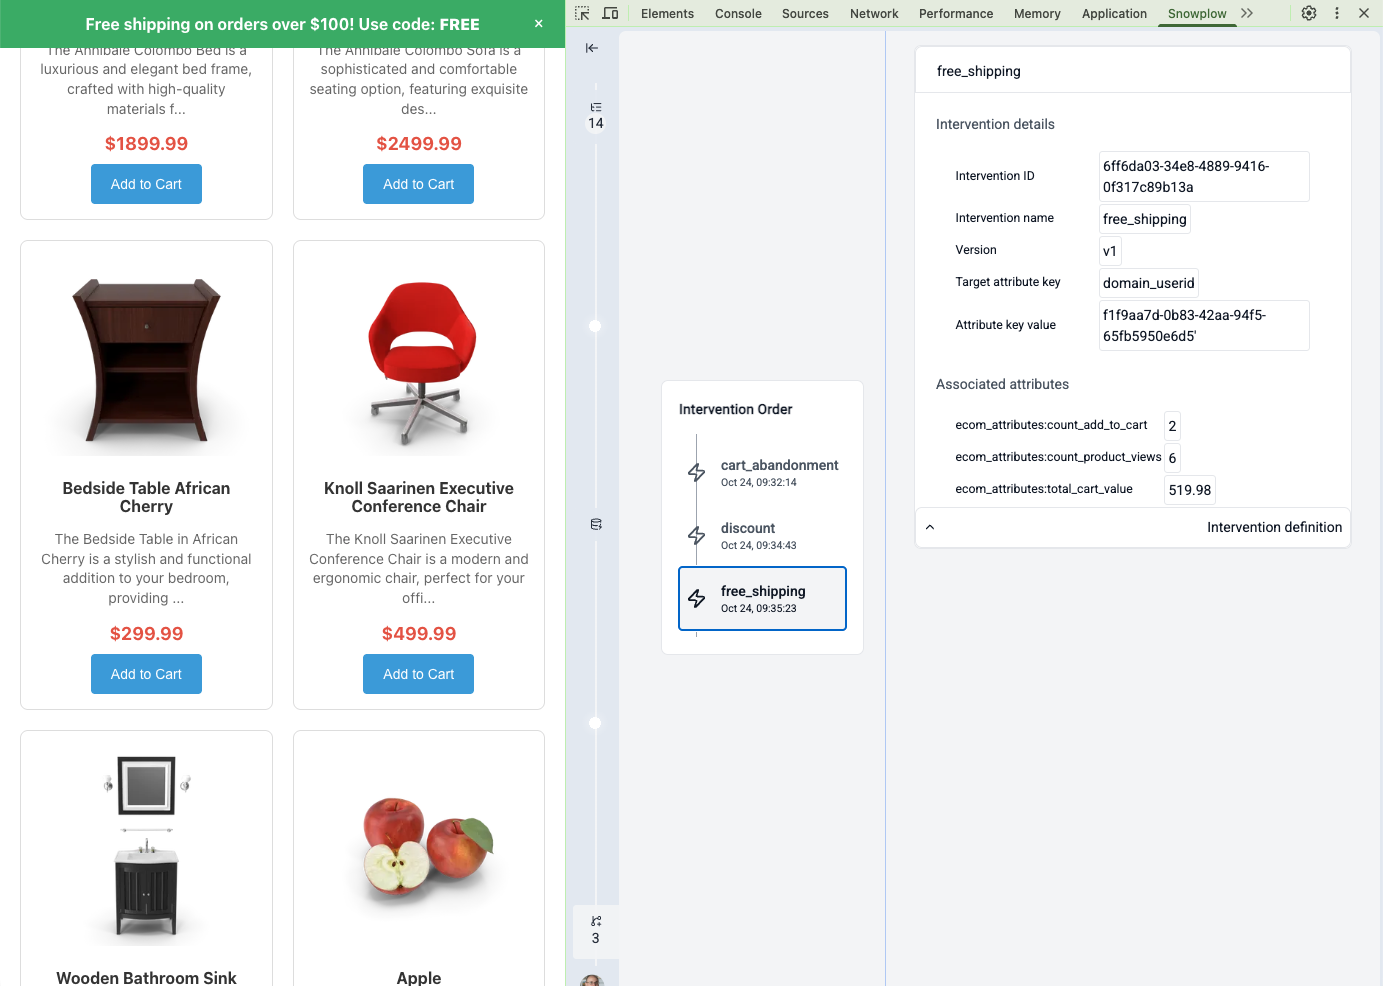 Free shipping on orders over $100! Use code: FREE
×
The Annibale Colombo Bed is a
luxurious and elegant bed frame,
crafted with high-quality
materials f...
$1899.99
Add to Cart
The Annibale Colombo Sofa is a
sophisticated and comfortable
seating option, featuring exquisite
des...
$2499.99
Add to Cart
Bedside Table African
Cherry
The Bedside Table in African
Cherry is a stylish and functional
addition to your bedroom,
providing ...
$299.99
Add to Cart
Knoll Saarinen Executive
Conference Chair
The Knoll Saarinen Executive
Conference Chair is a modern and
ergonomic chair, perfect for your
offi...
$499.99
Add to Cart
Wooden Bathroom Sink
Apple
Elements
Console
Sources
Network
Performance
Memory
Application
Snowplow
14
3
Intervention Order
cart_abandonment
Oct 24, 09:32:14
discount
Oct 24, 09:34:43
free_shipping
Oct 24, 09:35:23
free_shipping
Intervention details
Intervention ID
6ff6da03-34e8-4889-9416-
0f317c89b13a
Intervention name
free_shipping
Version
v1
Target attribute key
domain_userid
Attribute key value
f1f9aa7d-0b83-42aa-94f5-
65fb5950e6d5'
Associated attributes
ecom_attributes:count_add_to_cart
2
ecom_attributes:count_product_views
6
ecom_attributes:total_cart_value
519.98
Intervention definition